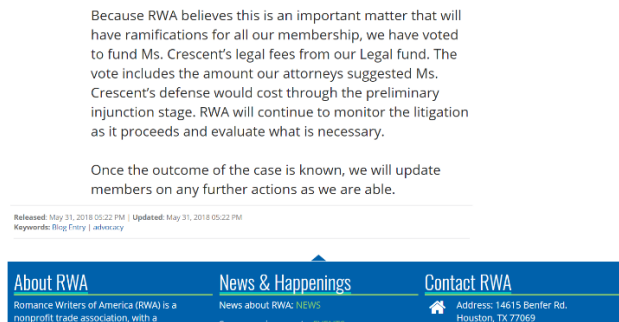 Because RWA believes this is an important matter that will
have ramifications for all our membership, we have voted
to fund Ms. Crescent's legal fees from our Legal fund. The
vote includes the amount our attorneys suggested Ms.
Crescent's defense would cost through the preliminary
injunction stage. RWA will continue to monitor the litigation
as it proceeds and evaluate what is necessary.
Once the outcome of the case is known, we will update
members on any further actions as we are able.
Released: May 31, 2018 05:22 PM | Updated: May 31, 2018 05:22 PM
Keywords: Blog Entry | advocacy
About RWA
Romance Writers of America (RWA) is a
nonprofit trade association, with a
News & Happenings
News about RWA: NEWS
Contact RWA
Address: 14615 Benfer Rd.
Houston, TX 77069